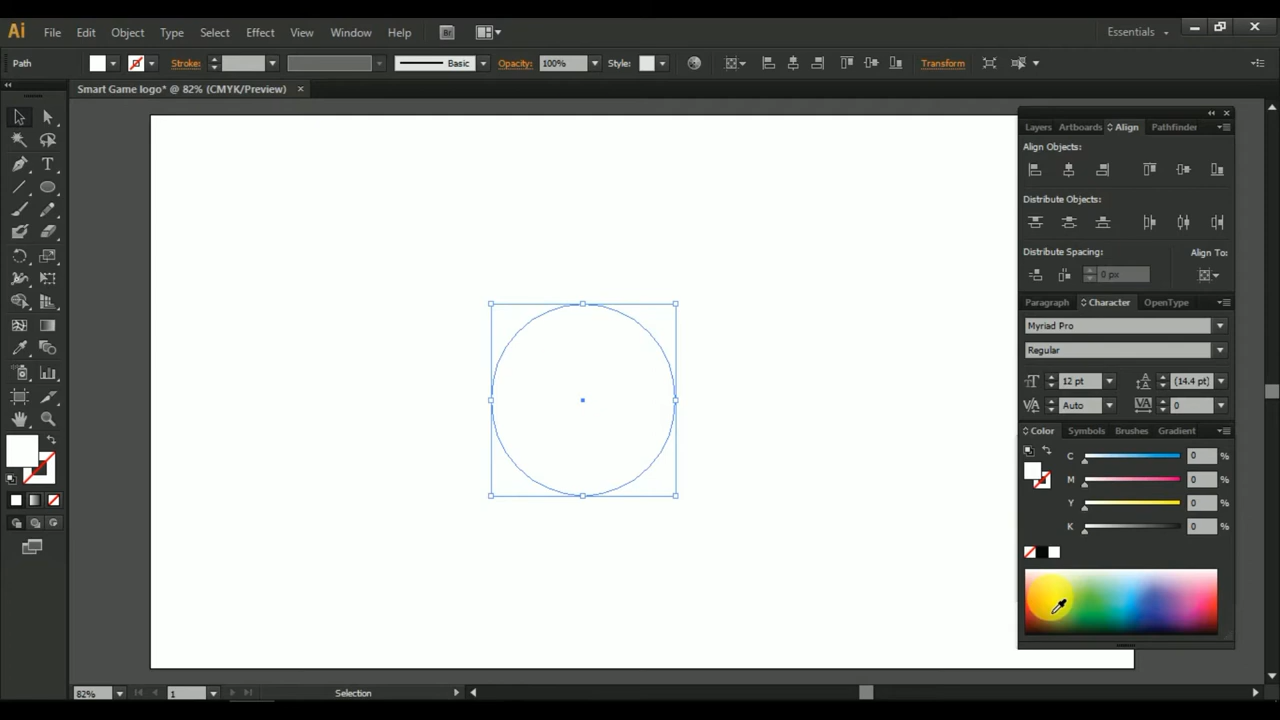 Ai File Edit Object Type Select Effect View Window Help Br Essentials
Path Stroke: Basic Opacity: 100% Style: Transform
Smart Game logo* @ 82% (CMYK/Preview)
Layers Artboards Align Pathfinder
Align Objects:
Distribute Objects:
Distribute Spacing: Align To:
0 px
Paragraph Character OpenType
Myriad Pro
Regular
12 pt (14.4 pt)
Auto 0
Color Symbols Brushes Gradient
C 0 %
M 0 %
Y 0 %
K 0 %
82% 1 Selection